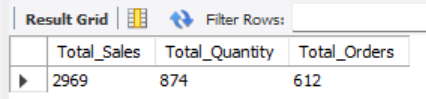 Result Grid Filter Rows:
Total_Sales Total_Quantity Total_Orders
2969 874 612